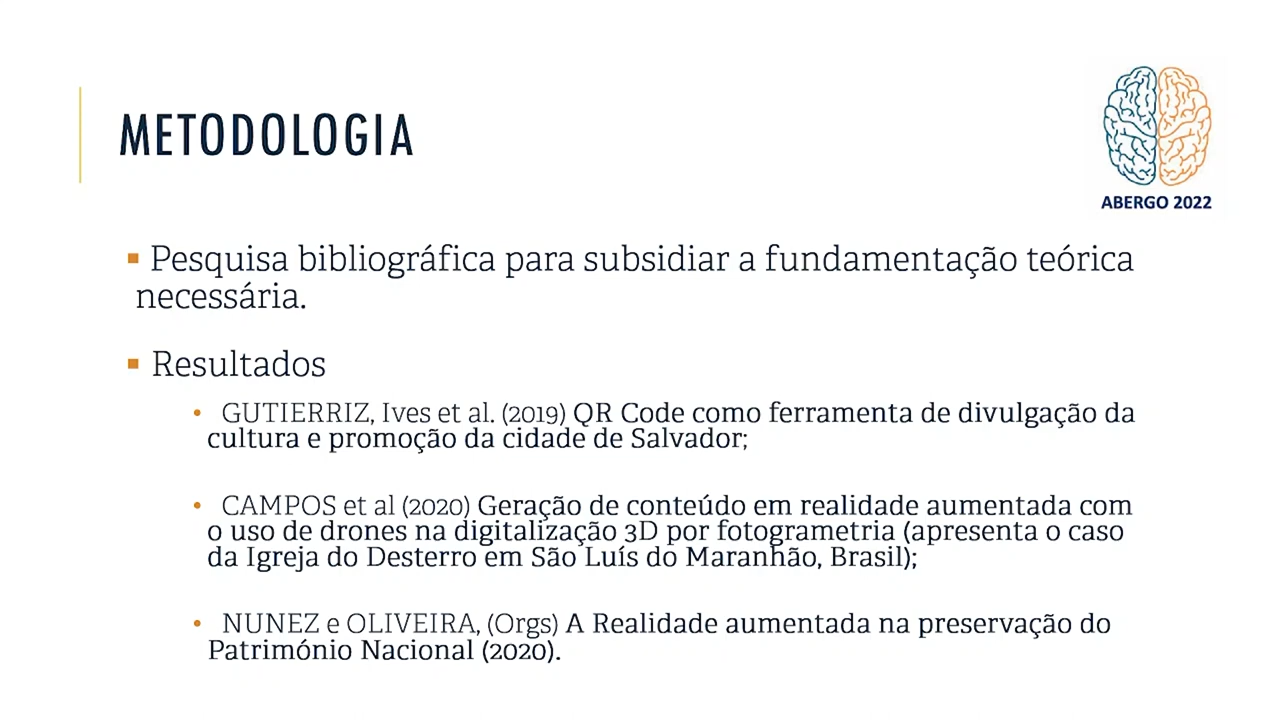 METODOLOGIA
ABERGO 2022
▪ Pesquisa bibliográfica para subsidiar a fundamentação teórica
necessária.
▪ Resultados
• GUTIERRIZ, Ives et al. (2019) QR Code como ferramenta de divulgação da
cultura e promoção da cidade de Salvador;
• CAMPOS et al (2020) Geração de conteúdo em realidade aumentada com
o uso de drones na digitalização 3D por fotogrametria (apresenta o caso
da Igreja do Desterro em São Luís do Maranhão, Brasil);
• NUNEZ e OLIVEIRA, (Orgs) A Realidade aumentada na preservação do
Património Nacional (2020).